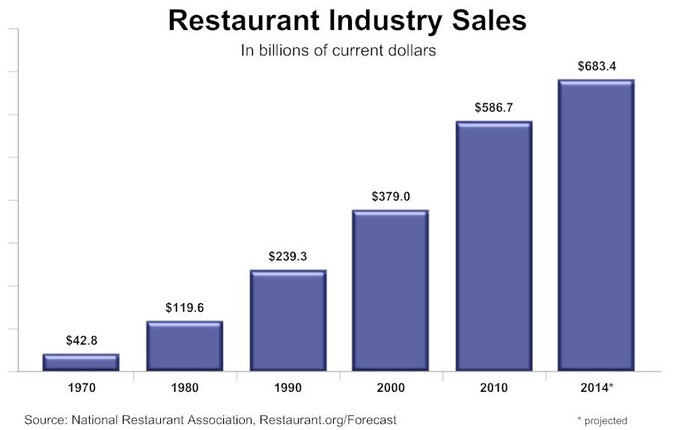 Restaurant Industry Sales
In billions of current dollars
$683.4
$586.7
$379.0
$239.3
$119.6
$42.8
1970 1980 1990 2000 2010 2014*
Source: National Restaurant Association, Restaurant.org/Forecast * projected